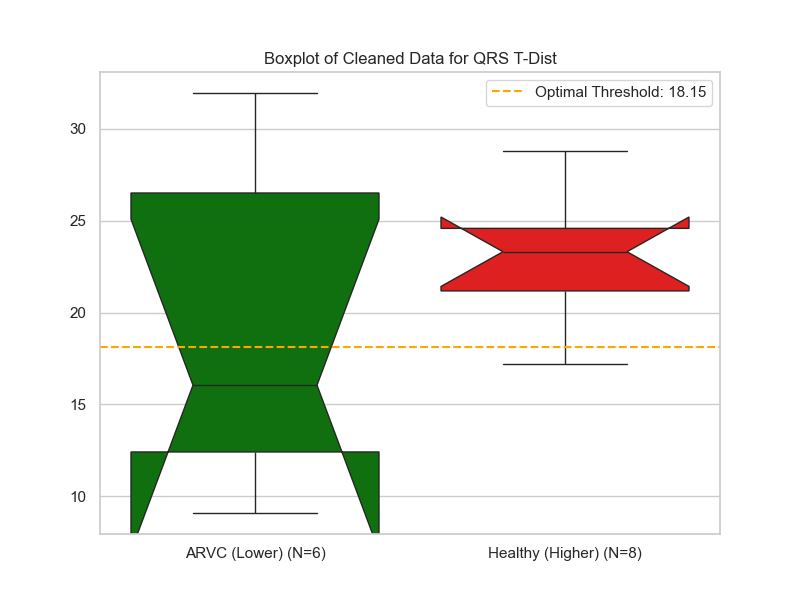 Boxplot of Cleaned Data for QRS T-Dist
Optimal Threshold: 18.15
30
25
20
15
10
ARVC (Lower) (N=6)
Healthy (Higher) (N=8)